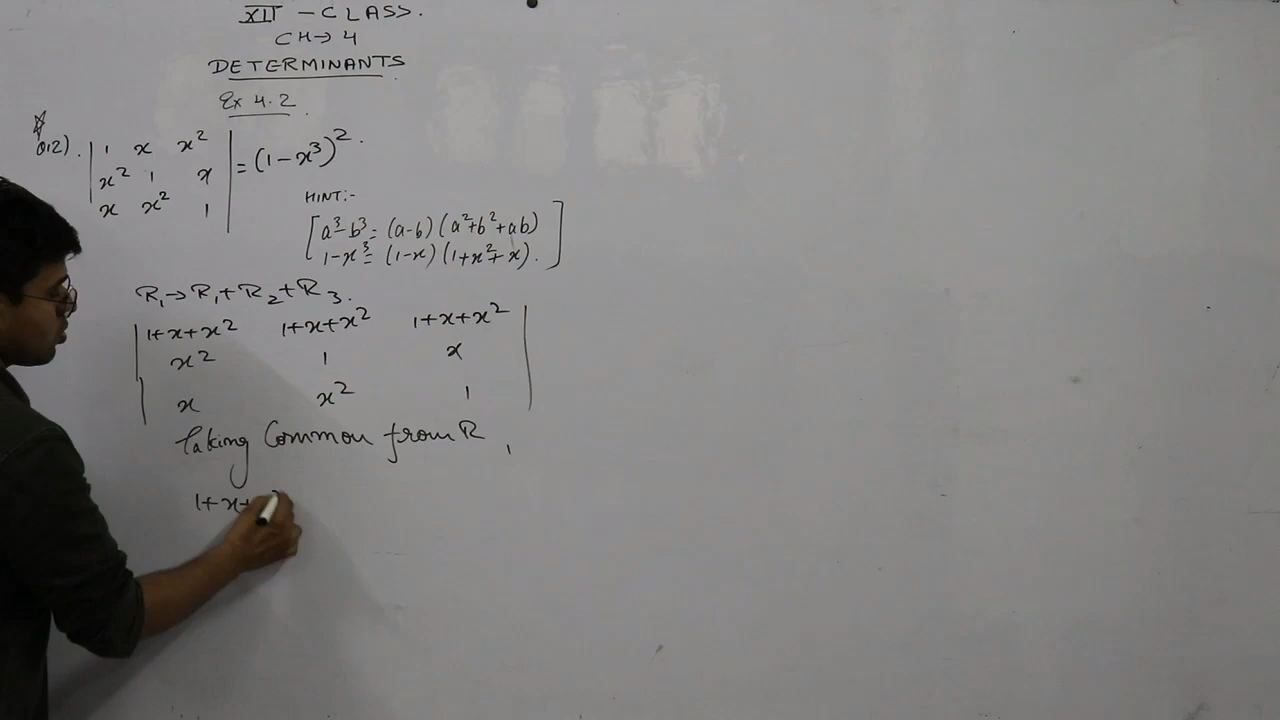 XII - CLASS.
CH→ 4
DETERMINANTS
Ex 4.2
Q12). | 1 x x² |
| x² 1 x | = (1-x³)².
| x x² 1 |
HINT:-
[a³-b³= (a-b) (a²+b²+ab)
1-x³= (1-x) (1+x²+x).]
R₁→R₁+R₂+R₃.
| 1+x+x² 1+x+x² 1+x+x² |
| x² 1 x |
| x x² 1 |
Taking Common from R₁
1+x+